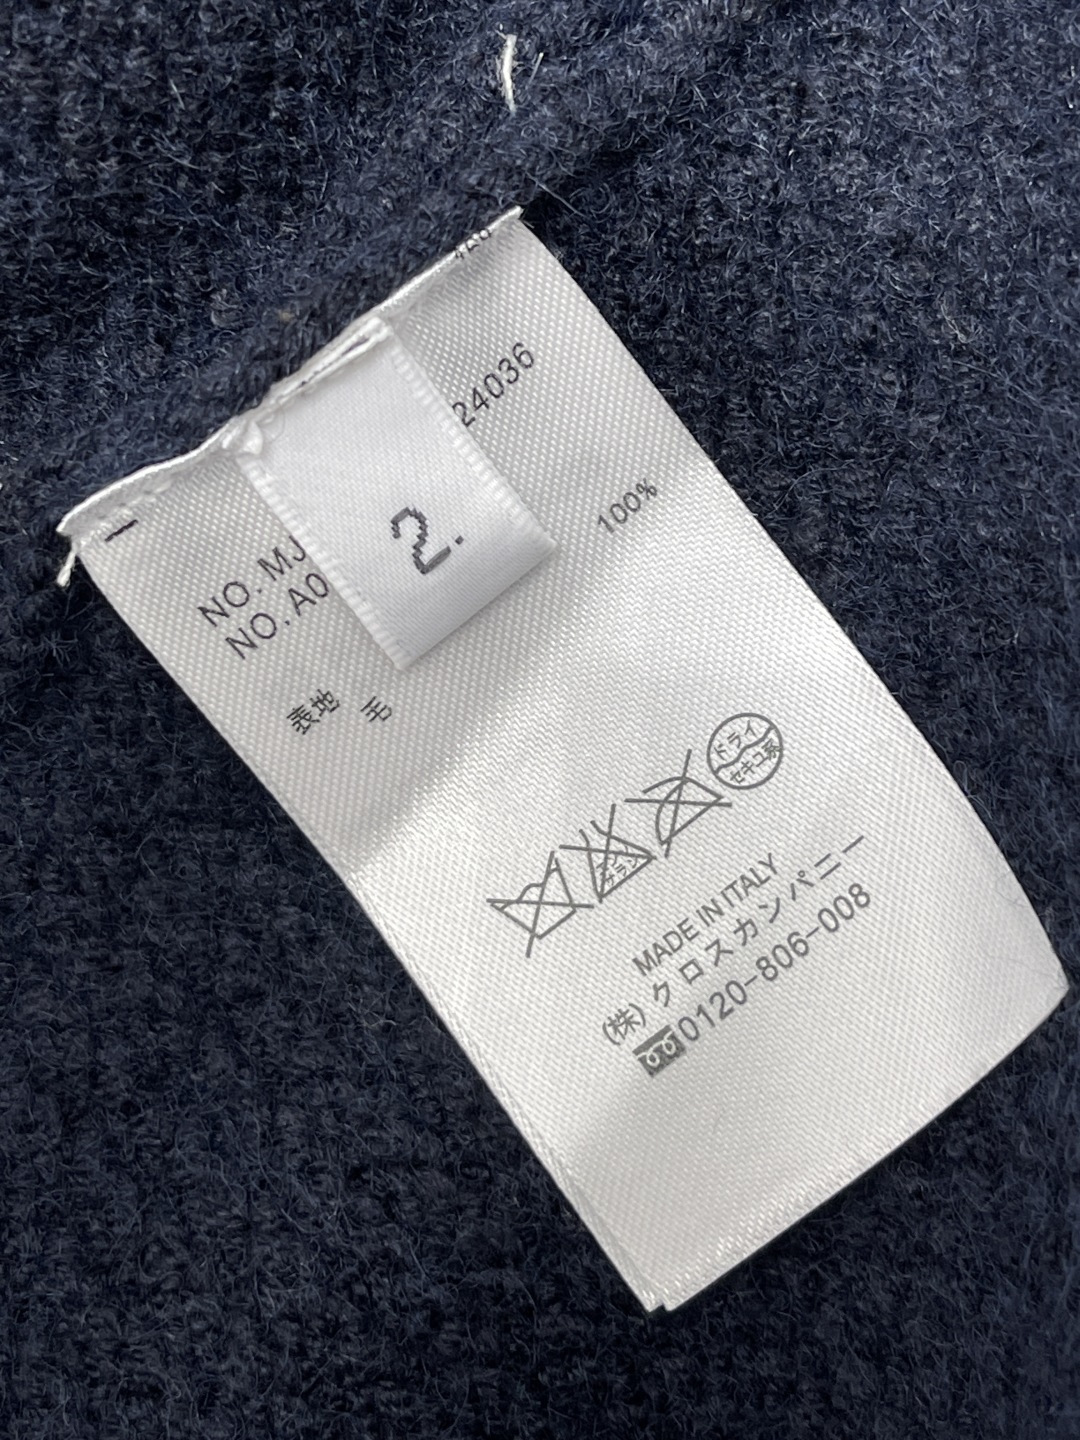 2.
24036
NO. MJ
NO. A0
表地 毛 100%
ドライ
セキユ系
MADE IN ITALY
(株)クロスカンパニー
0120-806-008